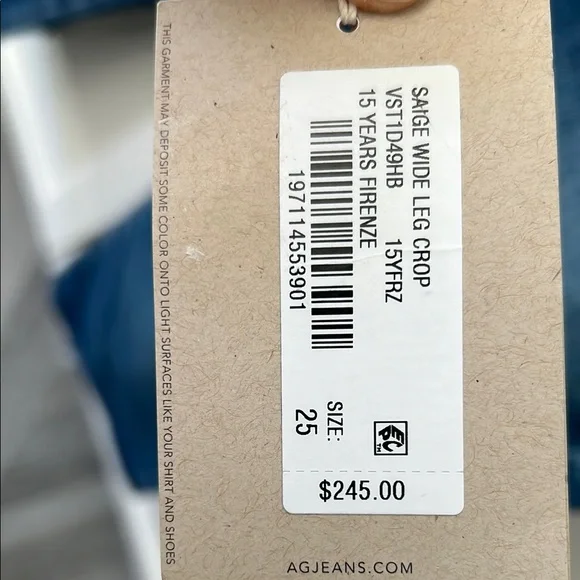 THIS GARMENT MAY DEPOSIT SOME COLOR ONTO LIGHT SURFACES LIKE YOUR SHIRT AND SHOES
SAIGE WIDE LEG CROP
VST1D49HB 15YFRZ
15 YEARS FIRENZE
197114553901
SIZE:
25
$245.00
AGJEANS.COM